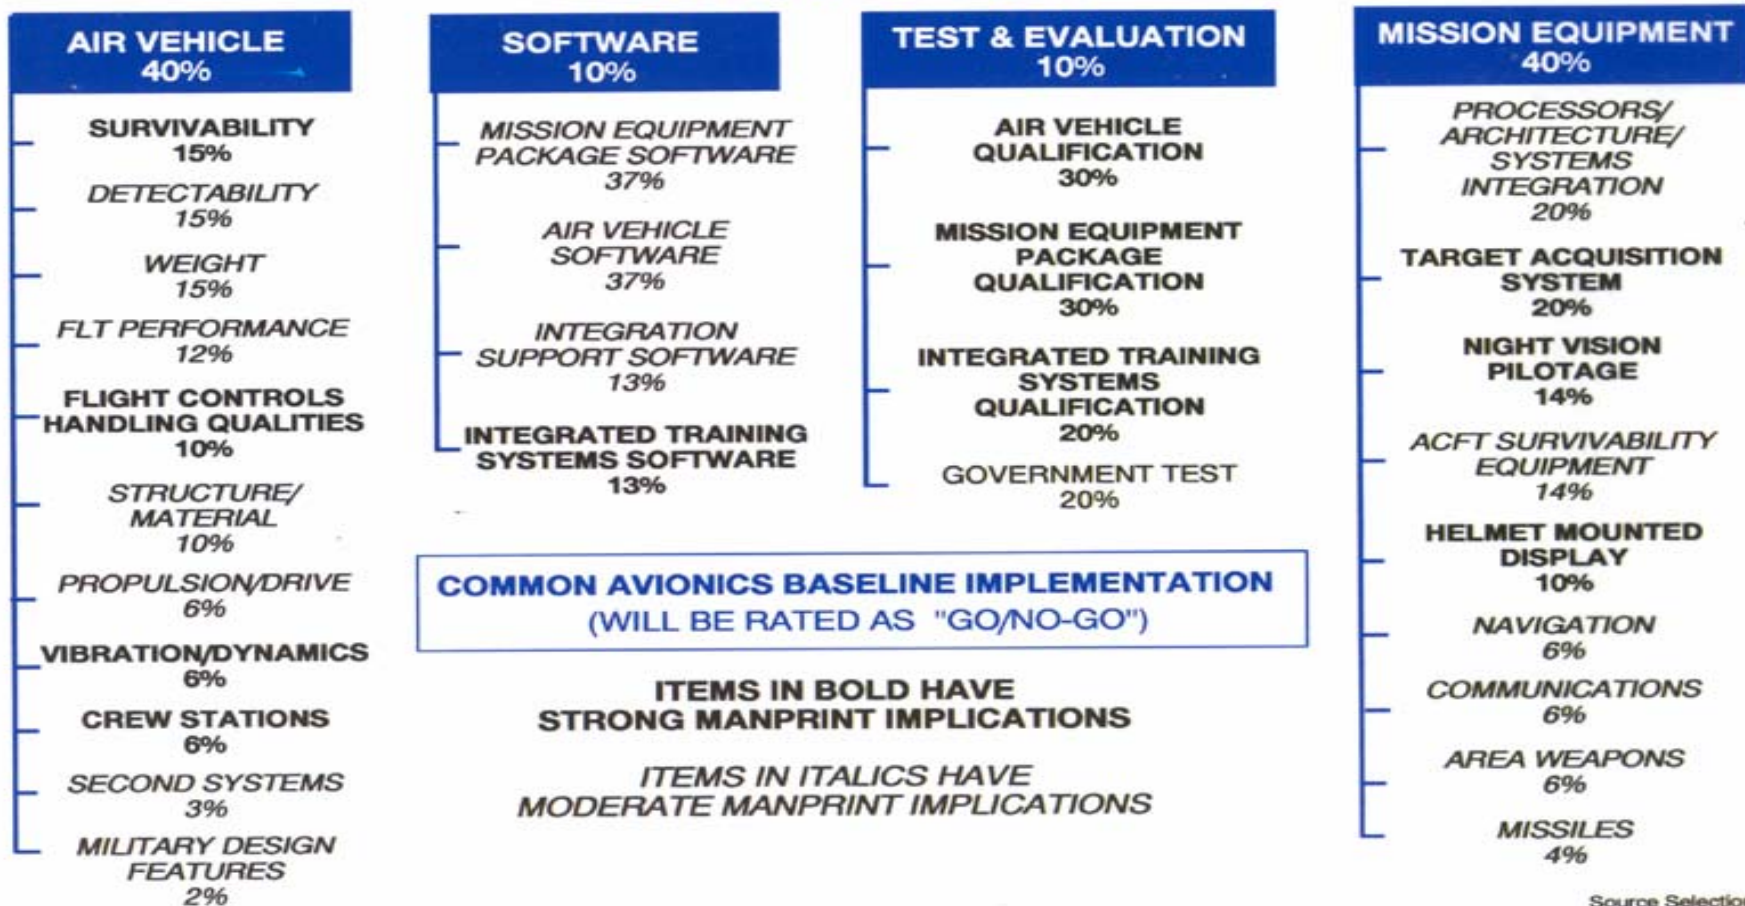 AIR VEHICLE
40%
SURVIVABILITY
15%
DETECTABILITY
15%
WEIGHT
15%
FLT PERFORMANCE
12%
FLIGHT CONTROLS
HANDLING QUALITIES
10%
STRUCTURE/
MATERIAL
10%
PROPULSION/DRIVE
6%
VIBRATION/DYNAMICS
6%
CREW STATIONS
6%
SECOND SYSTEMS
3%
MILITARY DESIGN
FEATURES
2%
SOFTWARE
10%
MISSION EQUIPMENT
PACKAGE SOFTWARE
37%
AIR VEHICLE
SOFTWARE
37%
INTEGRATION
SUPPORT SOFTWARE
13%
INTEGRATED TRAINING
SYSTEMS SOFTWARE
13%
TEST & EVALUATION
10%
AIR VEHICLE
QUALIFICATION
30%
MISSION EQUIPMENT
PACKAGE
QUALIFICATION
30%
INTEGRATED TRAINING
SYSTEMS
QUALIFICATION
20%
GOVERNMENT TEST
20%
MISSION EQUIPMENT
40%
PROCESSORS/
ARCHITECTURE/
SYSTEMS
INTEGRATION
20%
TARGET ACQUISITION
SYSTEM
20%
NIGHT VISION
PILOTAGE
14%
ACFT SURVIVABILITY
EQUIPMENT
14%
HELMET MOUNTED
DISPLAY
10%
NAVIGATION
6%
COMMUNICATIONS
6%
AREA WEAPONS
6%
MISSILES
4%
COMMON AVIONICS BASELINE IMPLEMENTATION
(WILL BE RATED AS "GO/NO-GO")
ITEMS IN BOLD HAVE
STRONG MANPRINT IMPLICATIONS
ITEMS IN ITALICS HAVE
MODERATE MANPRINT IMPLICATIONS
Source Selection